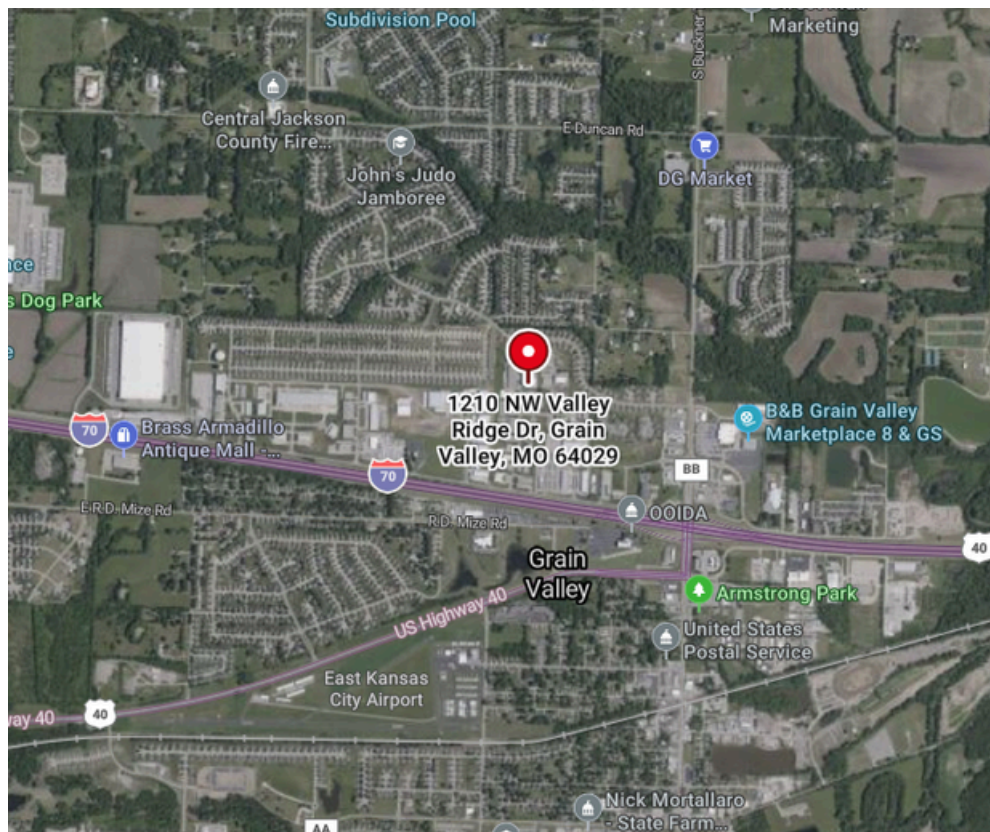 Subdivision Pool
Marketing
S Buckner
Central Jackson
County Fire...
E Duncan Rd
John's Judo
Jamboree
DG Market
nce
s Dog Park
e
1210 NW Valley
Ridge Dr, Grain
Valley, MO 64029
70
Brass Armadillo
Antique Mall -...
70
B&B Grain Valley
Marketplace 8 & GS
BB
E R.D. Mize Rd
R.D. Mize Rd
OOIDA
40
Grain
Valley
Armstrong Park
US Highway 40
United States
Postal Service
East Kansas
City Airport
way 40
40
Nick Mortallaro
- State Farm...
AA